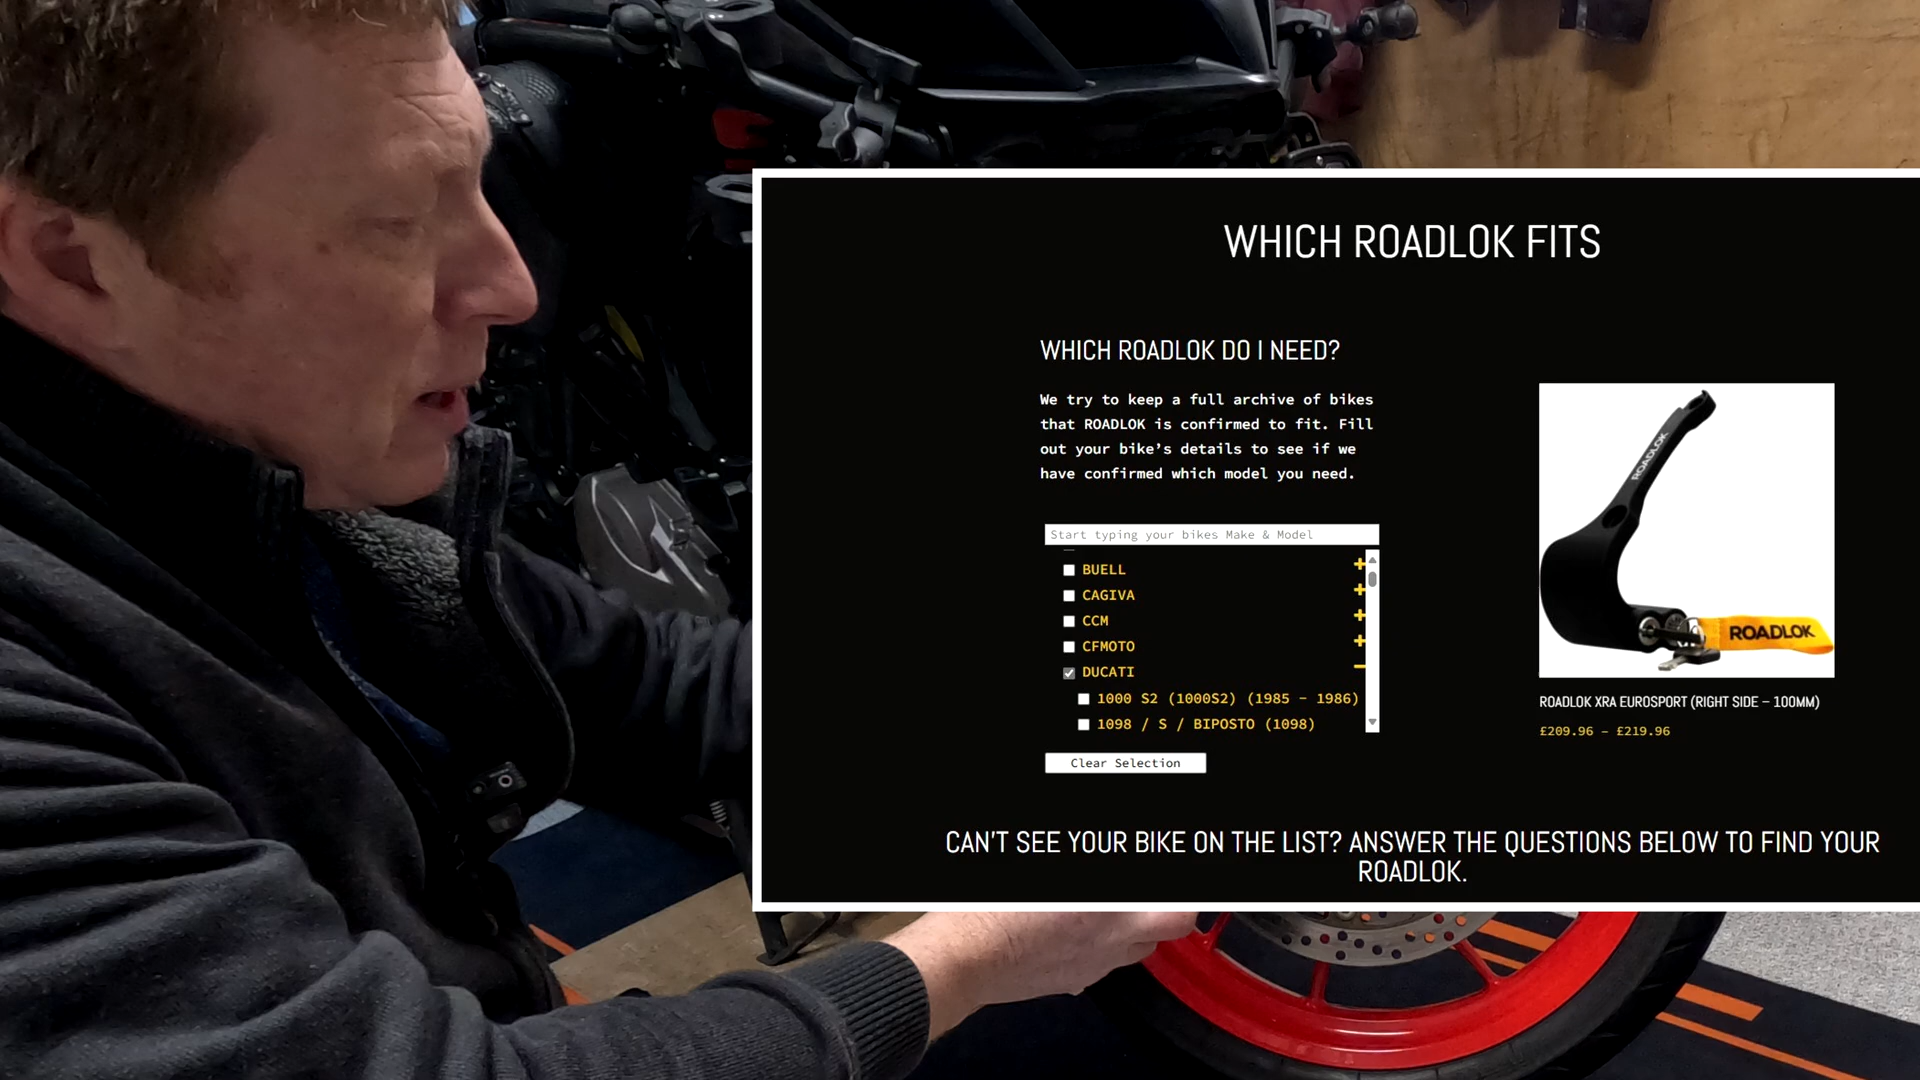 WHICH ROADLOK FITS
WHICH ROADLOK DO I NEED?
We try to keep a full archive of bikes
that ROADLOK is confirmed to fit. Fill
out your bike’s details to see if we
have confirmed which model you need.
Start typing your bikes Make & Model
BUELL
CAGIVA
CCM
CFMOTO
DUCATI
1000 S2 (1000S2) (1985 – 1986)
1098 / S / BIPOSTO (1098)
Clear Selection
ROADLOK
ROADLOK
ROADLOK XRA EUROSPORT (RIGHT SIDE – 100MM)
£209.96 – £219.96
CAN'T SEE YOUR BIKE ON THE LIST? ANSWER THE QUESTIONS BELOW TO FIND YOUR
ROADLOK.